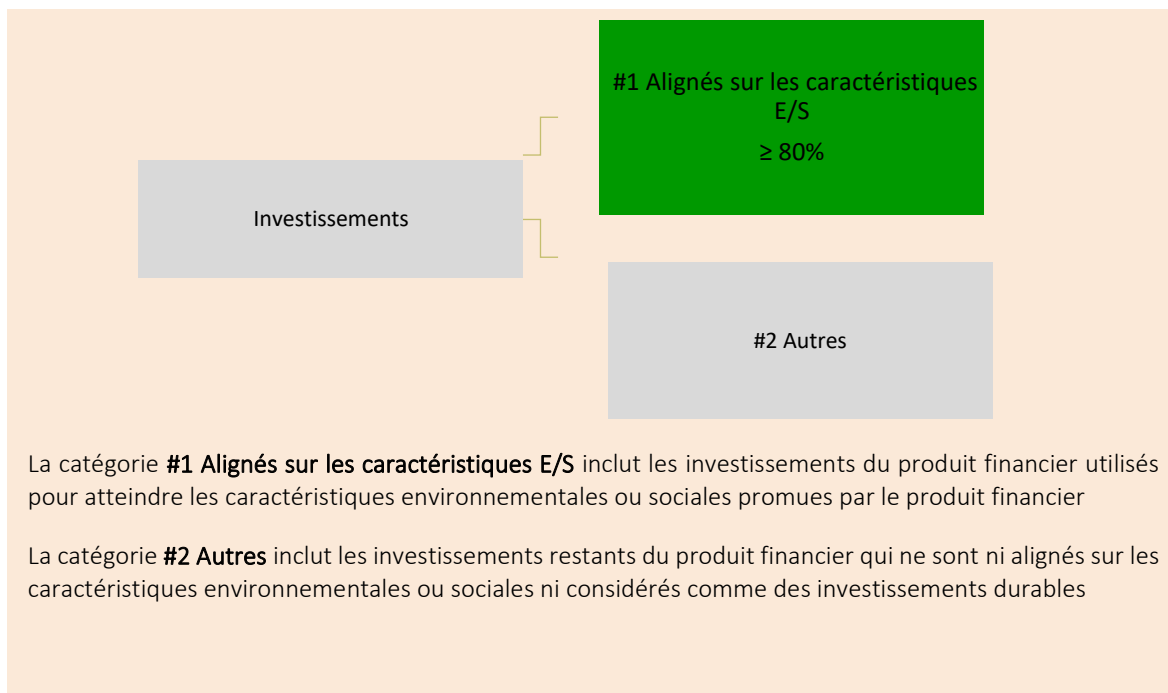 #1 Alignés sur les caractéristiques
E/S
≥ 80%
Investissements
#2 Autres
La catégorie #1 Alignés sur les caractéristiques E/S inclut les investissements du produit financier utilisés
pour atteindre les caractéristiques environnementales ou sociales promues par le produit financier
La catégorie #2 Autres inclut les investissements restants du produit financier qui ne sont ni alignés sur les
caractéristiques environnementales ou sociales ni considérés comme des investissements durables